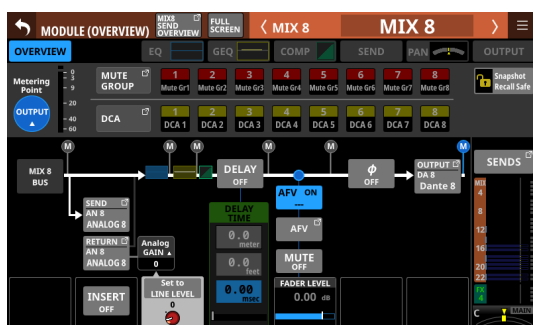 MODULE (OVERVIEW)
MIX8
SEND
OVERVIEW
FULL
SCREEN
MIX 8
MIX 8
OVERVIEW
EQ
GEQ
COMP
SEND
PAN
OUTPUT
Metering
Point
OUTPUT
0
3
9
20
40
60
MUTE
GROUP
1
Mute Gr1
2
Mute Gr2
3
Mute Gr3
4
Mute Gr4
5
Mute Gr5
6
Mute Gr6
7
Mute Gr7
8
Mute Gr8
DCA
1
DCA 1
2
DCA 2
3
DCA 3
4
DCA 4
5
DCA 5
6
DCA 6
7
DCA 7
8
DCA 8
Snapshot
Recall Safe
M
M
M
M
M
M
MIX 8
BUS
DELAY
OFF
AFV ON
---
ϕ
OFF
OUTPUT
DA 8
Dante 8
SENDS
SEND
AN 8
ANALOG 8
RETURN
AN 8
ANALOG 8
Analog
GAIN ▲
0
DELAY
TIME
0.0
meter
0.0
feet
0.00
msec
AFV
MUTE
OFF
INSERT
OFF
Set to
LINE LEVEL
0
FADER LEVEL
0.00 dB
MIX
4
8
12
16
20
22
FX
4
C
MAIN